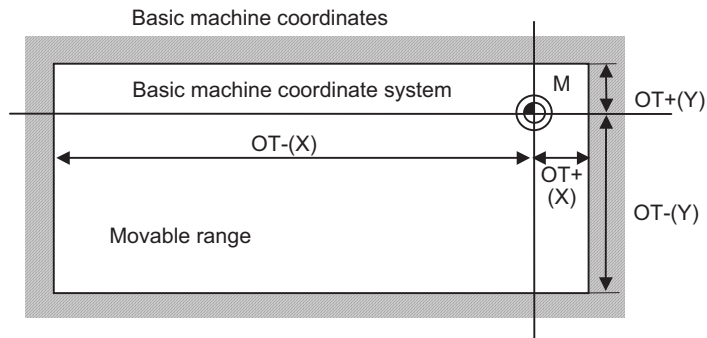 Basic machine coordinates
Basic machine coordinate system
M
OT+(Y)
OT-(X)
OT+
(X)
OT-(Y)
Movable range